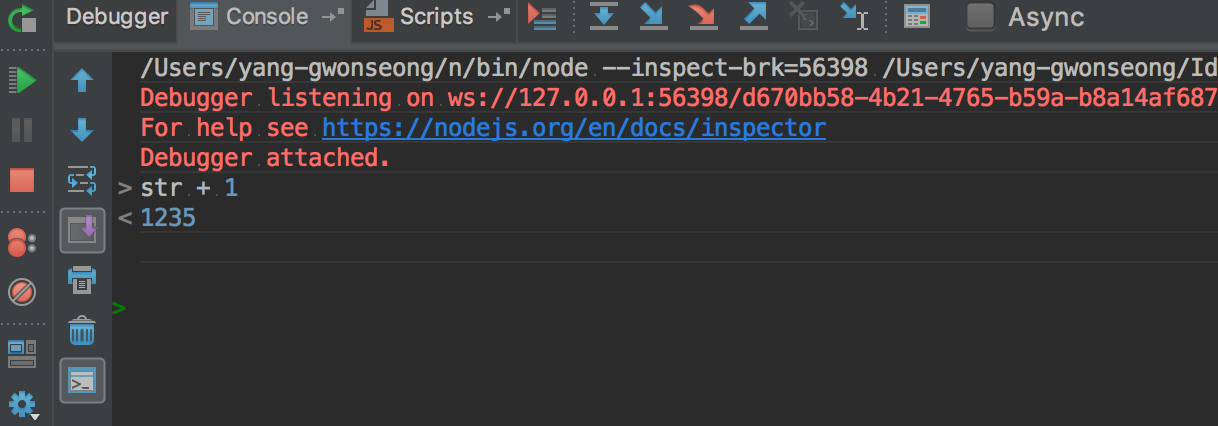 Debugger Console Scripts Async
JS
/Users/yang-gwonseong/n/bin/node --inspect-brk=56398 /Users/yang-gwonseong/Id
Debugger listening on ws://127.0.0.1:56398/d670bb58-4b21-4765-b59a-b8a14af687
For help see https://nodejs.org/en/docs/inspector
Debugger attached.
> str + 1
< 1235
>